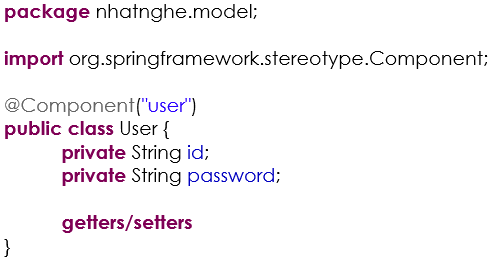 package nhatnghe.model;
import org.springframework.stereotype.Component;
@Component("user")
public class User {
private String id;
private String password;
getters/setters
}